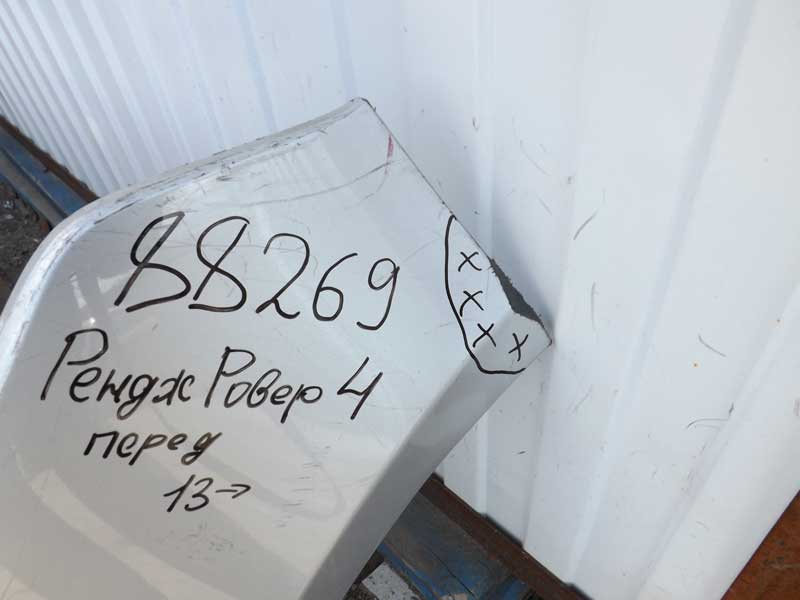 88269
х
х
х х
Рендж Ровер 4
перед
13→